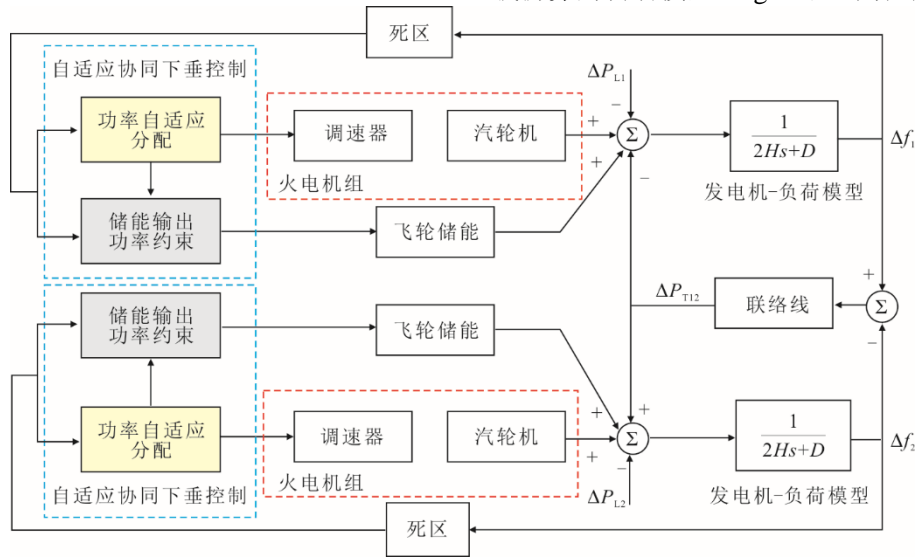 死区
自适应协同下垂控制
功率自适应
分配
储能输出
功率约束
调速器
汽轮机
火电机组
飞轮储能
ΔP_L1
−
+
Σ
+
−
1
2Hs+D
发电机-负荷模型
Δf_1
ΔP_T12
联络线
+
Σ
−
储能输出
功率约束
飞轮储能
功率自适应
分配
自适应协同下垂控制
调速器
汽轮机
火电机组
+
+
Σ
+
−
ΔP_L2
1
2Hs+D
发电机-负荷模型
Δf_2
死区